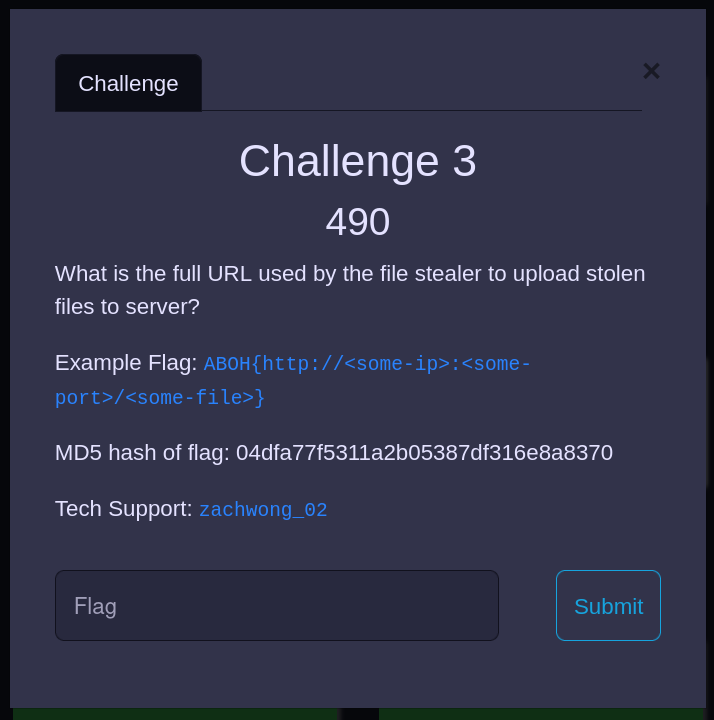 Challenge
×
Challenge 3
490
What is the full URL used by the file stealer to upload stolen
files to server?
Example Flag: ABOH{http://<some-ip>:<some-
port>/<some-file>}
MD5 hash of flag: 04dfa77f5311a2b05387df316e8a8370
Tech Support: zachwong_02
Flag
Submit